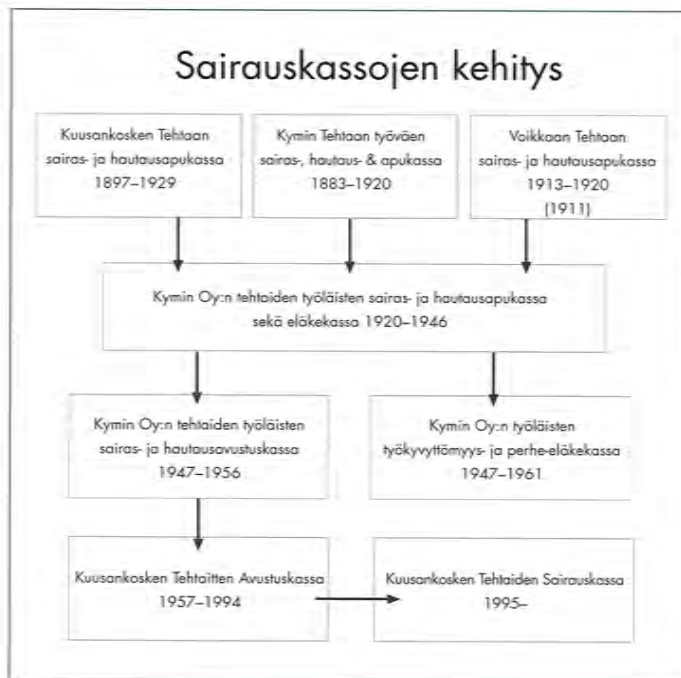 Sairauskassojen kehitys
Kuusankosken Tehtaan
sairas- ja hautausapukassa
1897–1929
Kymin Tehtaan työväen
sairas-, hautaus- & apukassa
1883–1920
Voikkaan Tehtaan
sairas- ja hautausapukassa
1913–1920
(1911)
Kymin Oy:n tehtaiden työläisten sairas- ja hautausapukassa
sekä eläkekassa 1920–1946
Kymin Oy:n tehtaiden työläisten
sairas- ja hautausavustuskassa
1947–1956
Kymin Oy:n työläisten
työkyvyttömyys- ja perhe-eläkekassa
1947–1961
Kuusankosken Tehtaitten Avustuskassa
1957–1994
Kuusankosken Tehtaiden Sairauskassa
1995–